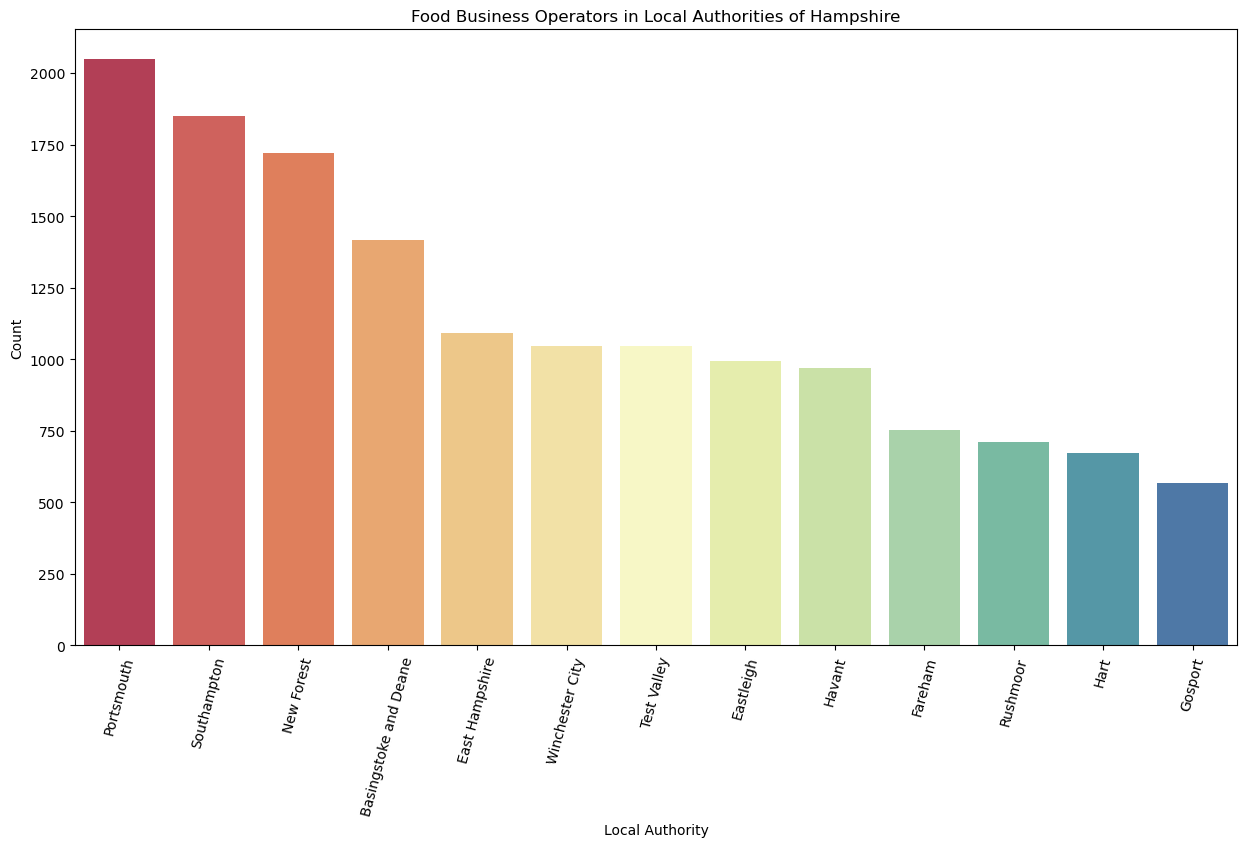 Food Business Operators in Local Authorities of Hampshire
2000
1750
1500
1250
1000
750
500
250
0
Count
Portsmouth
Southampton
New Forest
Basingstoke and Deane
East Hampshire
Winchester City
Test Valley
Eastleigh
Havant
Fareham
Rushmoor
Hart
Gosport
Local Authority